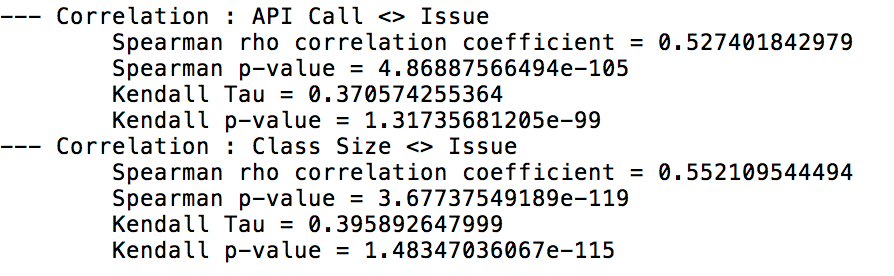 --- Correlation : API Call <> Issue
Spearman rho correlation coefficient = 0.527401842979
Spearman p-value = 4.86887566494e-105
Kendall Tau = 0.370574255364
Kendall p-value = 1.31735681205e-99
--- Correlation : Class Size <> Issue
Spearman rho correlation coefficient = 0.552109544494
Spearman p-value = 3.67737549189e-119
Kendall Tau = 0.395892647999
Kendall p-value = 1.48347036067e-115